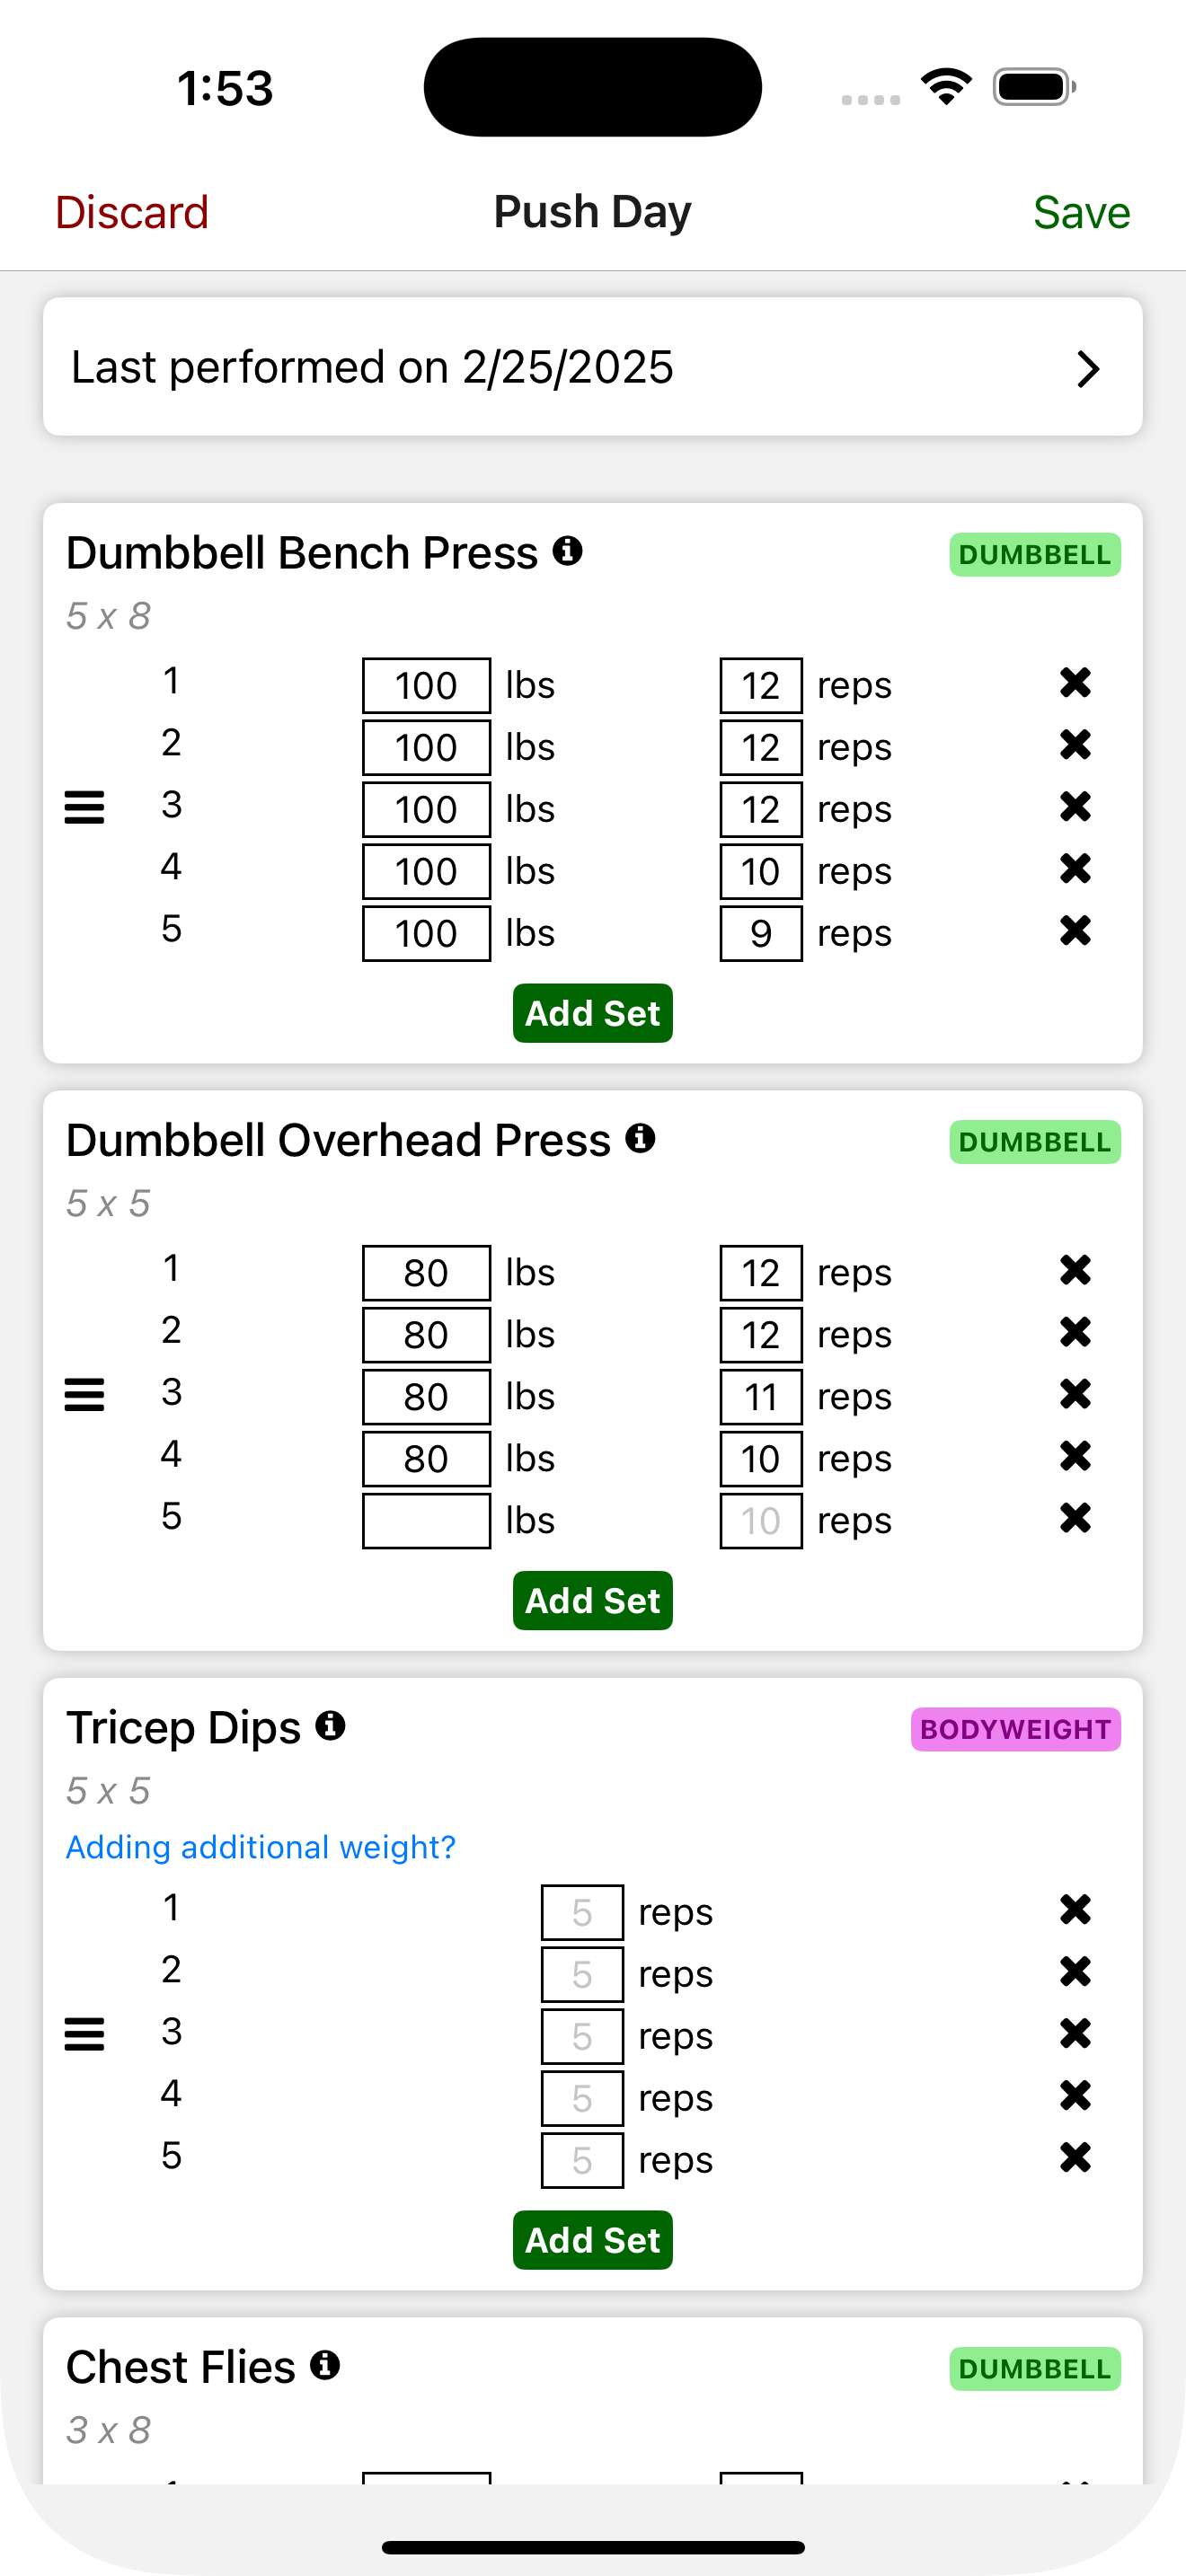 1:53
Discard Push Day Save
Last performed on 2/25/2025
Dumbbell Bench Press DUMBBELL
5 x 8
1 100 lbs 12 reps
2 100 lbs 12 reps
3 100 lbs 12 reps
4 100 lbs 10 reps
5 100 lbs 9 reps
Add Set
Dumbbell Overhead Press DUMBBELL
5 x 5
1 80 lbs 12 reps
2 80 lbs 12 reps
3 80 lbs 11 reps
4 80 lbs 10 reps
5 lbs 10 reps
Add Set
Tricep Dips BODYWEIGHT
5 x 5
Adding additional weight?
1 5 reps
2 5 reps
3 5 reps
4 5 reps
5 5 reps
Add Set
Chest Flies DUMBBELL
3 x 8